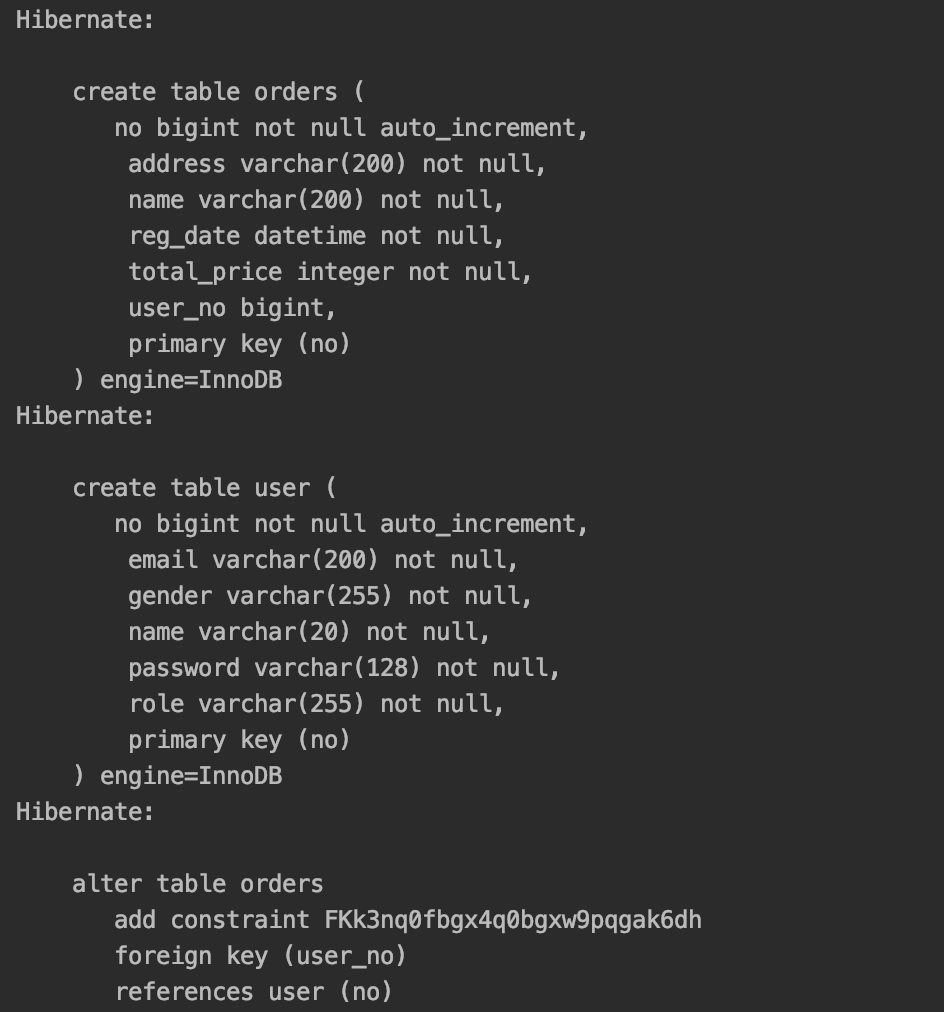 Hibernate:
create table orders (
no bigint not null auto_increment,
address varchar(200) not null,
name varchar(200) not null,
reg_date datetime not null,
total_price integer not null,
user_no bigint,
primary key (no)
) engine=InnoDB
Hibernate:
create table user (
no bigint not null auto_increment,
email varchar(200) not null,
gender varchar(255) not null,
name varchar(20) not null,
password varchar(128) not null,
role varchar(255) not null,
primary key (no)
) engine=InnoDB
Hibernate:
alter table orders
add constraint FKk3nq0fbgx4q0bgxw9pqgak6dh
foreign key (user_no)
references user (no)